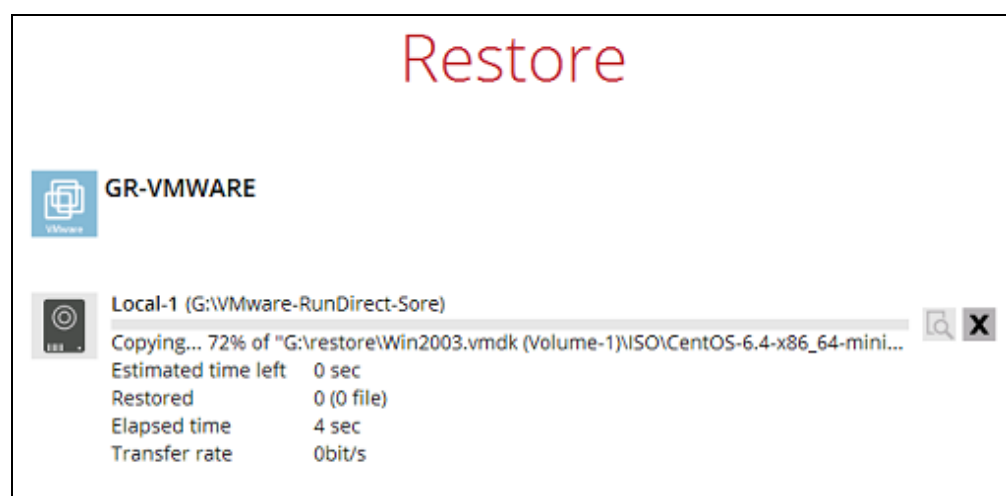 Restore
GR-VMWARE
VMware
Local-1 (G:\VMware-RunDirect-Sore)
Copying... 72% of "G:\restore\Win2003.vmdk (Volume-1)\ISO\CentOS-6.4-x86_64-mini...
Estimated time left 0 sec
Restored 0 (0 file)
Elapsed time 4 sec
Transfer rate 0bit/s